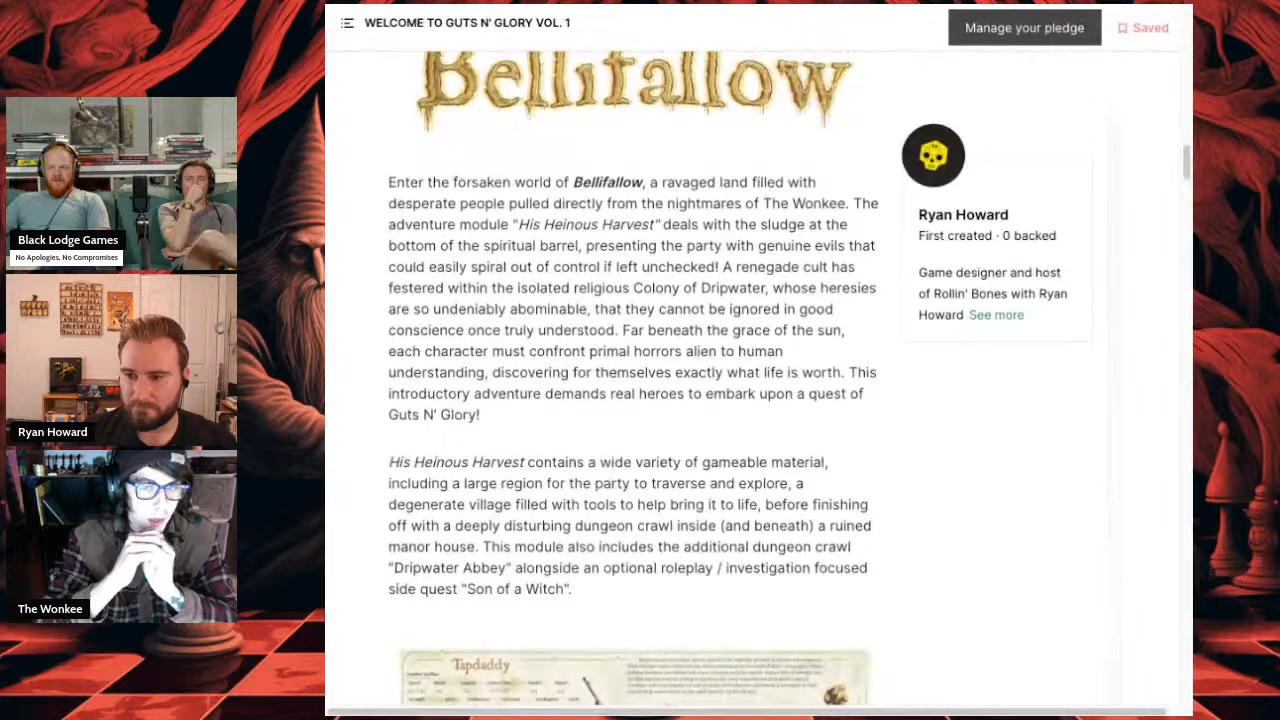 WELCOME TO GUTS N' GLORY VOL. 1
Manage your pledge
Saved
Bellifallow
Enter the forsaken world of Bellifallow, a ravaged land filled with
desperate people pulled directly from the nightmares of The Wonkee. The
adventure module "His Heinous Harvest" deals with the sludge at the
bottom of the spiritual barrel, presenting the party with genuine evils that
could easily spiral out of control if left unchecked! A renegade cult has
festered within the isolated religious Colony of Dripwater, whose heresies
are so undeniably abominable, that they cannot be ignored in good
conscience once truly understood. Far beneath the grace of the sun,
each character must confront primal horrors alien to human
understanding, discovering for themselves exactly what life is worth. This
introductory adventure demands real heroes to embark upon a quest of
Guts N' Glory!
His Heinous Harvest contains a wide variety of gameable material,
including a large region for the party to traverse and explore, a
degenerate village filled with tools to help bring it to life, before finishing
off with a deeply disturbing dungeon crawl inside (and beneath) a ruined
manor house. This module also includes the additional dungeon crawl
"Dripwater Abbey" alongside an optional roleplay / investigation focused
side quest "Son of a Witch".
Tapdaddy
Ryan Howard
First created · 0 backed
Game designer and host
of Rollin' Bones with Ryan
Howard See more
Black Lodge Games
No Apologies, No Compromises
Ryan Howard
The Wonkee